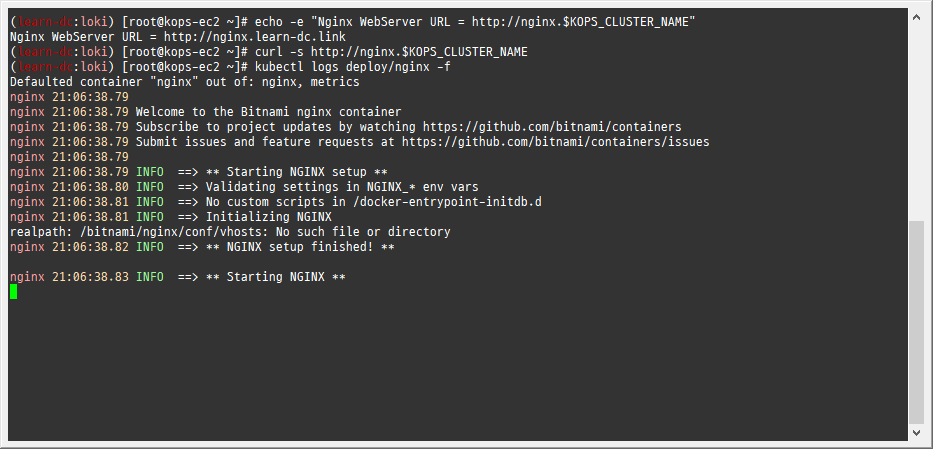 (learn-dc:loki) [root@kops-ec2 ~]# echo -e "Nginx WebServer URL = http://nginx.$KOPS_CLUSTER_NAME"
Nginx WebServer URL = http://nginx.learn-dc.link
(learn-dc:loki) [root@kops-ec2 ~]# curl -s http://nginx.$KOPS_CLUSTER_NAME
(learn-dc:loki) [root@kops-ec2 ~]# kubectl logs deploy/nginx -f
Defaulted container "nginx" out of: nginx, metrics
nginx 21:06:38.79
nginx 21:06:38.79 Welcome to the Bitnami nginx container
nginx 21:06:38.79 Subscribe to project updates by watching https://github.com/bitnami/containers
nginx 21:06:38.79 Submit issues and feature requests at https://github.com/bitnami/containers/issues
nginx 21:06:38.79
nginx 21:06:38.79 INFO  ==> ** Starting NGINX setup **
nginx 21:06:38.80 INFO  ==> Validating settings in NGINX_* env vars
nginx 21:06:38.81 INFO  ==> No custom scripts in /docker-entrypoint-initdb.d
nginx 21:06:38.81 INFO  ==> Initializing NGINX
realpath: /bitnami/nginx/conf/vhosts: No such file or directory
nginx 21:06:38.82 INFO  ==> ** NGINX setup finished! **
nginx 21:06:38.83 INFO  ==> ** Starting NGINX **